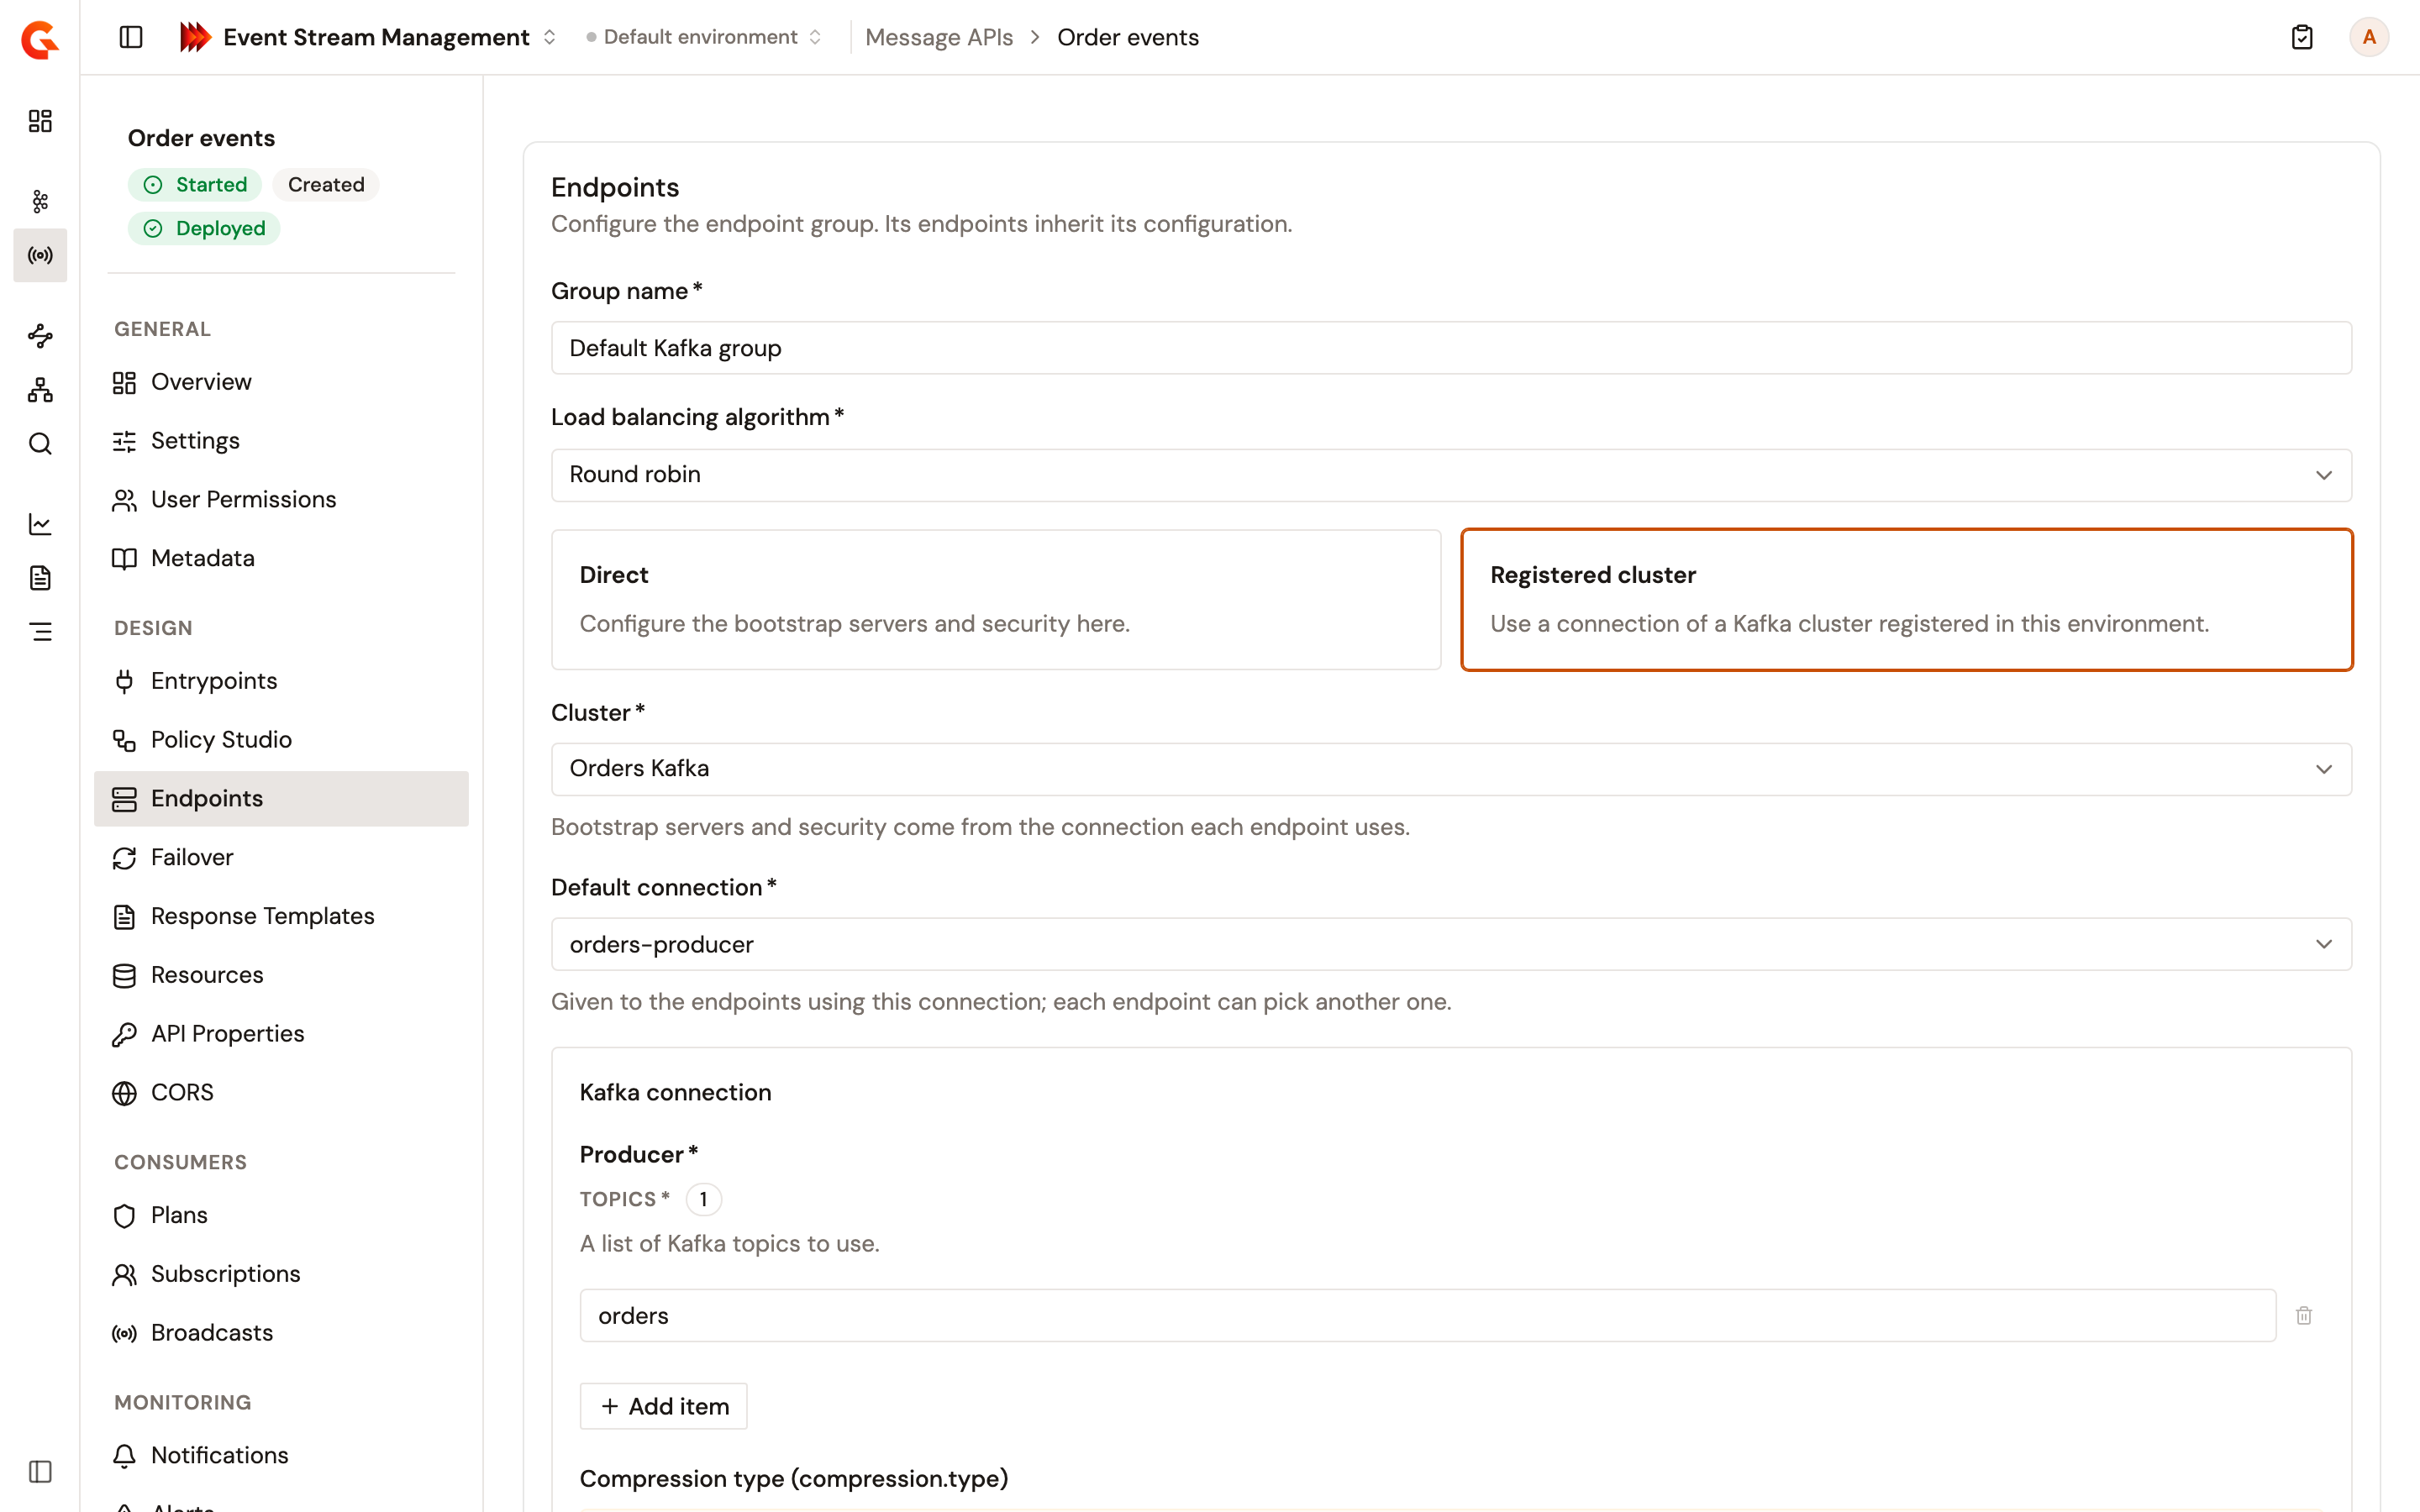 Event Stream Management
Default environment
Message APIs > Order events
A
Order events
Started
Created
Deployed
GENERAL
Overview
Settings
User Permissions
Metadata
DESIGN
Entrypoints
Policy Studio
Endpoints
Failover
Response Templates
Resources
API Properties
CORS
CONSUMERS
Plans
Subscriptions
Broadcasts
MONITORING
Notifications
Alerts
Endpoints
Configure the endpoint group. Its endpoints inherit its configuration.
Group name*
Default Kafka group
Load balancing algorithm*
Round robin
Direct
Configure the bootstrap servers and security here.
Registered cluster
Use a connection of a Kafka cluster registered in this environment.
Cluster*
Orders Kafka
Bootstrap servers and security come from the connection each endpoint uses.
Default connection*
orders-producer
Given to the endpoints using this connection; each endpoint can pick another one.
Kafka connection
Producer*
TOPICS* 1
A list of Kafka topics to use.
orders
+ Add item
Compression type (compression.type)